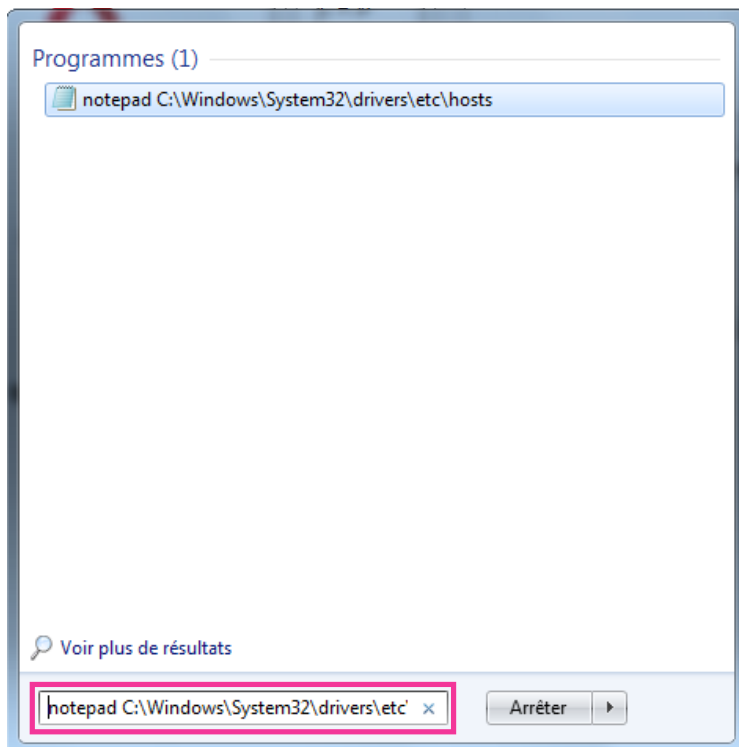 Programmes (1)
notepad C:\Windows\System32\drivers\etc\hosts
Voir plus de résultats
notepad C:\Windows\System32\drivers\etc\
Arrêter